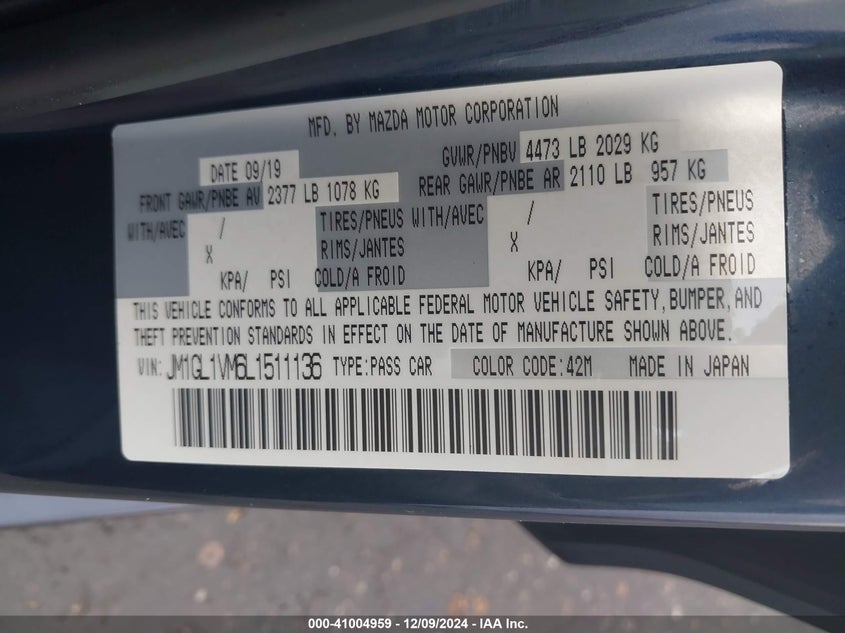 MFD. BY MAZDA MOTOR CORPORATION
DATE 09/19 GVWR/PNBV 4473 LB 2029 KG
FRONT GAWR/PNBE AV 2377 LB 1078 KG REAR GAWR/PNBE AR 2110 LB 957 KG
WITH/AVEC / TIRES/PNEUS WITH/AVEC / TIRES/PNEUS
X RIMS/JANTES X RIMS/JANTES
KPA/ PSI COLD/A FROID KPA/ PSI COLD/A FROID
THIS VEHICLE CONFORMS TO ALL APPLICABLE FEDERAL MOTOR VEHICLE SAFETY, BUMPER, AND
THEFT PREVENTION STANDARDS IN EFFECT ON THE DATE OF MANUFACTURE SHOWN ABOVE.
VIN: JM1GL1VM6L1511136 TYPE:PASS CAR COLOR CODE:42M MADE IN JAPAN
000-41004959 - 12/09/2024 - IAA Inc.